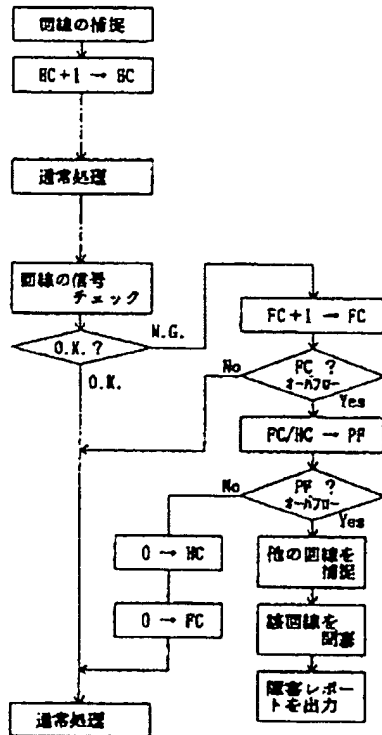 回線の捕捉
HC+1 → HC
通常処理
回線の信号
チェック
O.K.?
N.G.
O.K.
FC+1 → FC
FC ?
オーバフロー
No
Yes
FC/HC → PF
PF ?
オーバフロー
No
Yes
0 → HC
0 → FC
他の回線を
捕捉
該回線を
閉塞
障害レポー
トを出力
通常処理